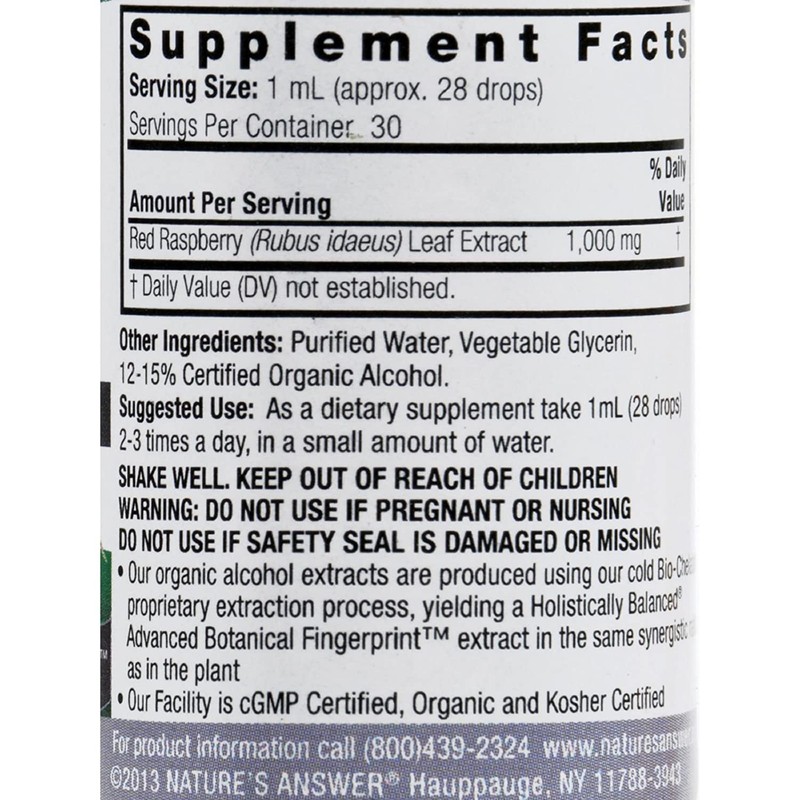 Supplement Facts
Serving Size: 1 mL (approx. 28 drops)
Servings Per Container 30
% Daily
Amount Per Serving Value
Red Raspberry (Rubus idaeus) Leaf Extract 1,000 mg †
† Daily Value (DV) not established.
Other Ingredients: Purified Water, Vegetable Glycerin,
12-15% Certified Organic Alcohol.
Suggested Use: As a dietary supplement take 1mL (28 drops)
2-3 times a day, in a small amount of water.
SHAKE WELL. KEEP OUT OF REACH OF CHILDREN
WARNING: DO NOT USE IF PREGNANT OR NURSING
DO NOT USE IF SAFETY SEAL IS DAMAGED OR MISSING
• Our organic alcohol extracts are produced using our cold
proprietary extraction process, yielding a Holistically Balanced®
Advanced Botanical Fingerprint™ extract in the same synergistic
as in the plant
• Our Facility is cGMP Certified, Organic and Kosher Certified
For product information call (800)439-2324
©2013 NATURE'S ANSWER® Hauppauge, NY 11788-3943